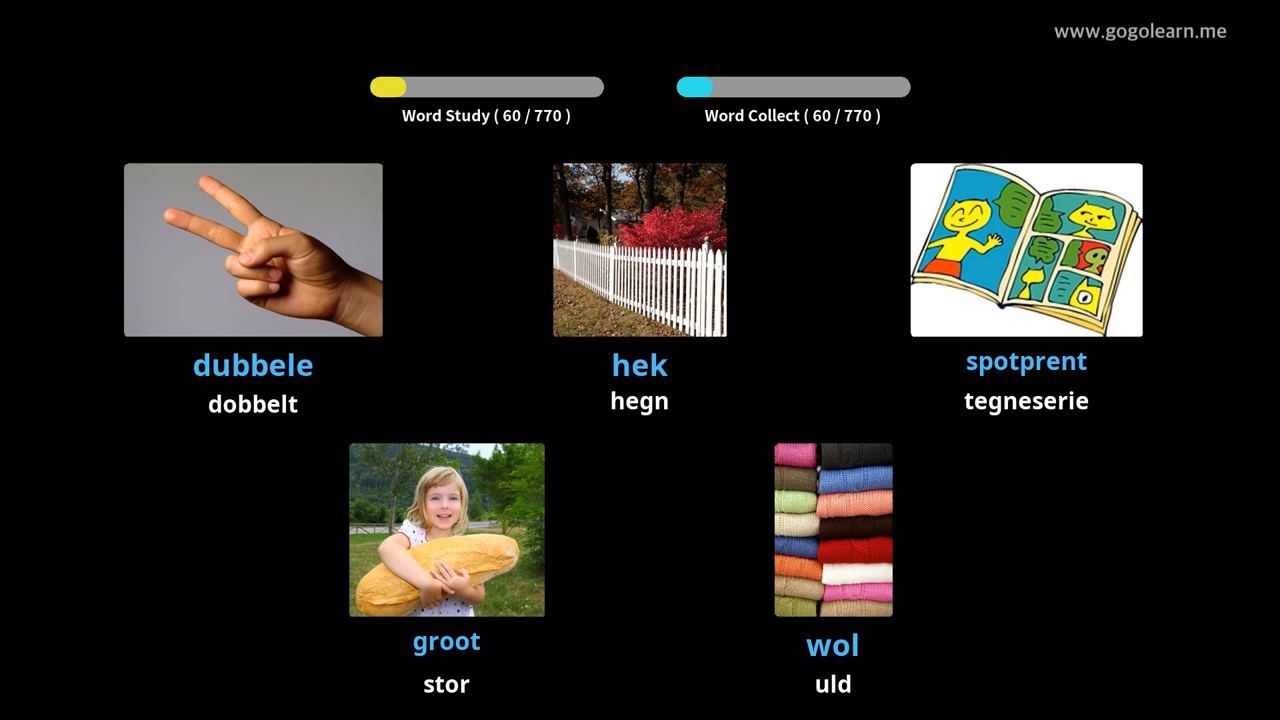 www.gogolearn.me
Word Study ( 60 / 770 )
Word Collect ( 60 / 770 )
dubbele
dobbelt
hek
hegn
spotprent
tegneserie
groot
stor
wol
uld